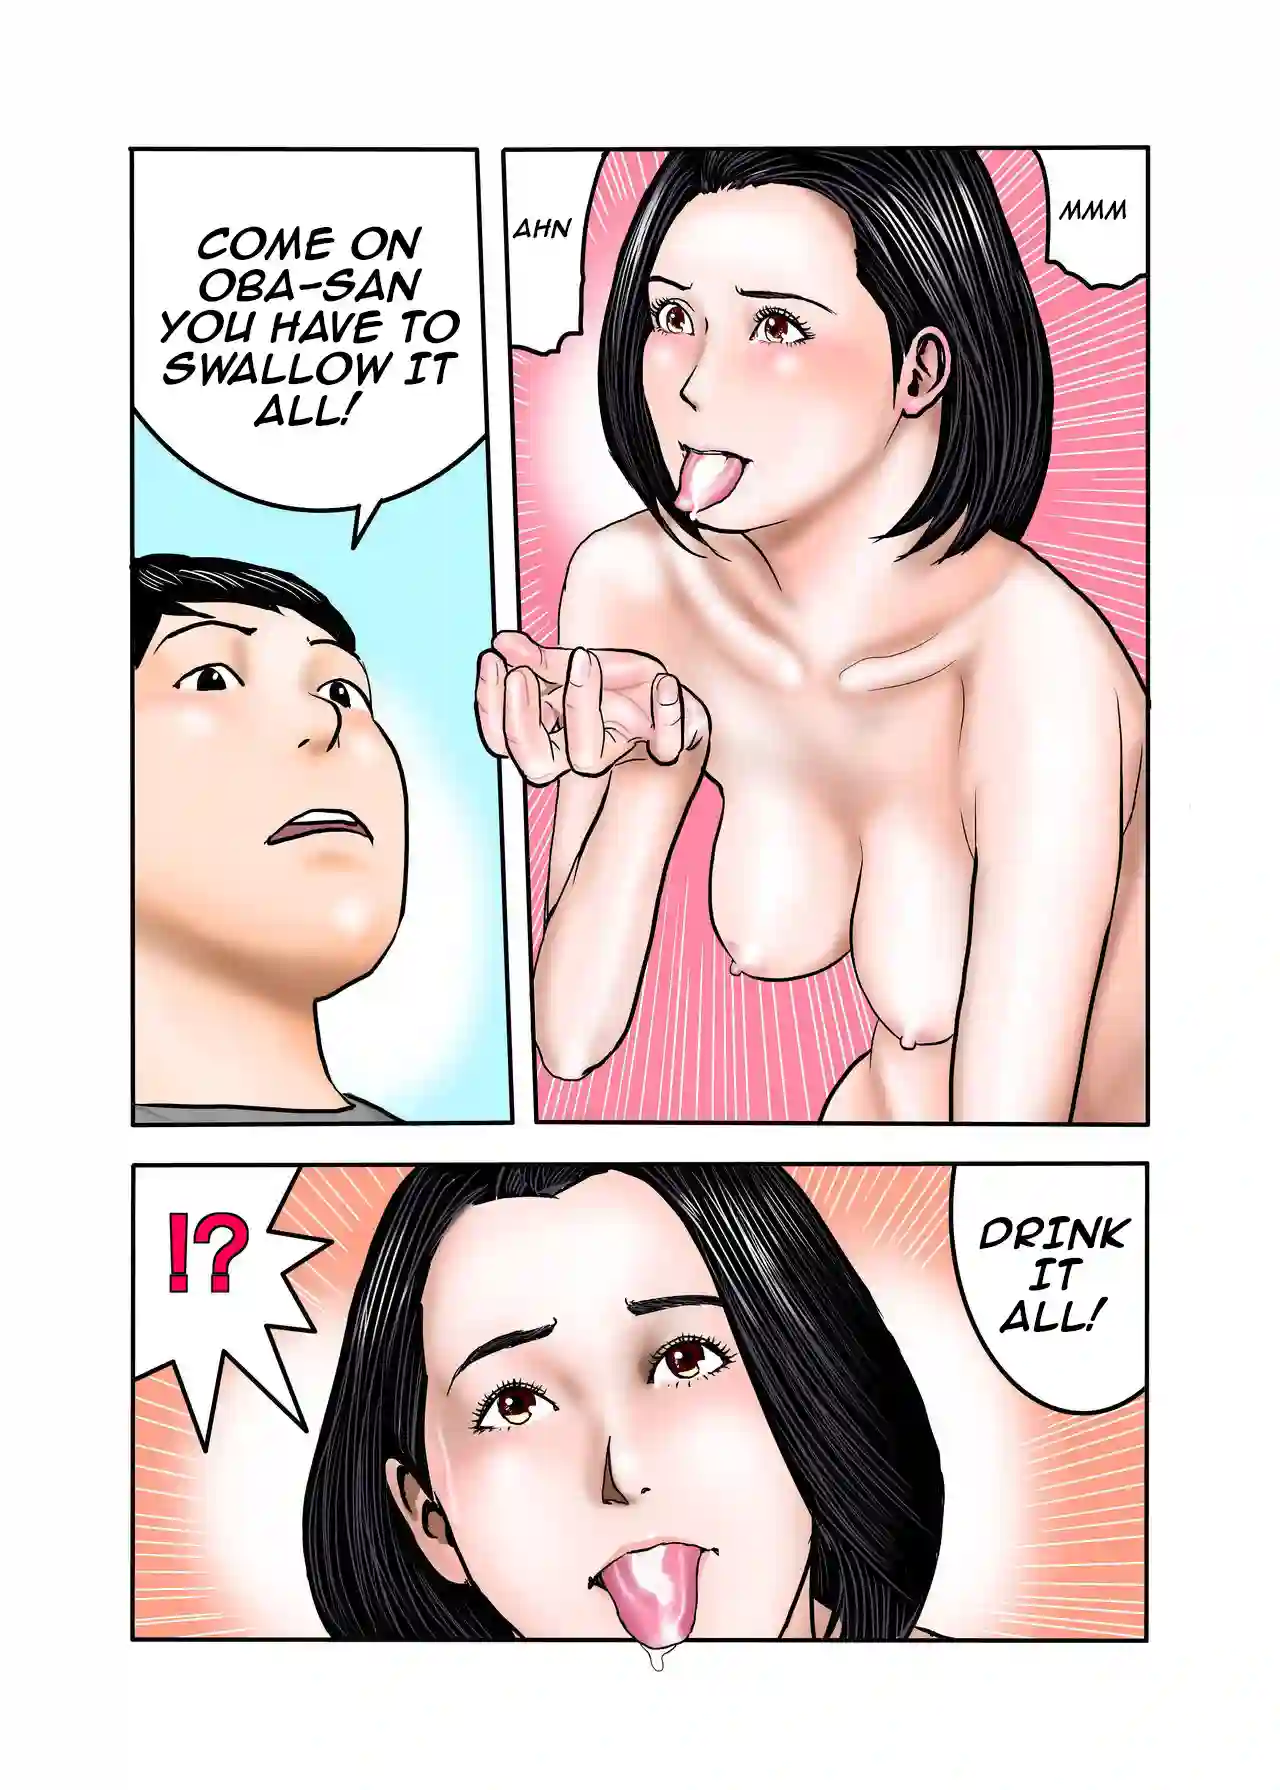 COME ON
OBA-SAN
YOU HAVE TO
SWALLOW IT
ALL!
AHN
MMM
!?
DRINK
IT
ALL!